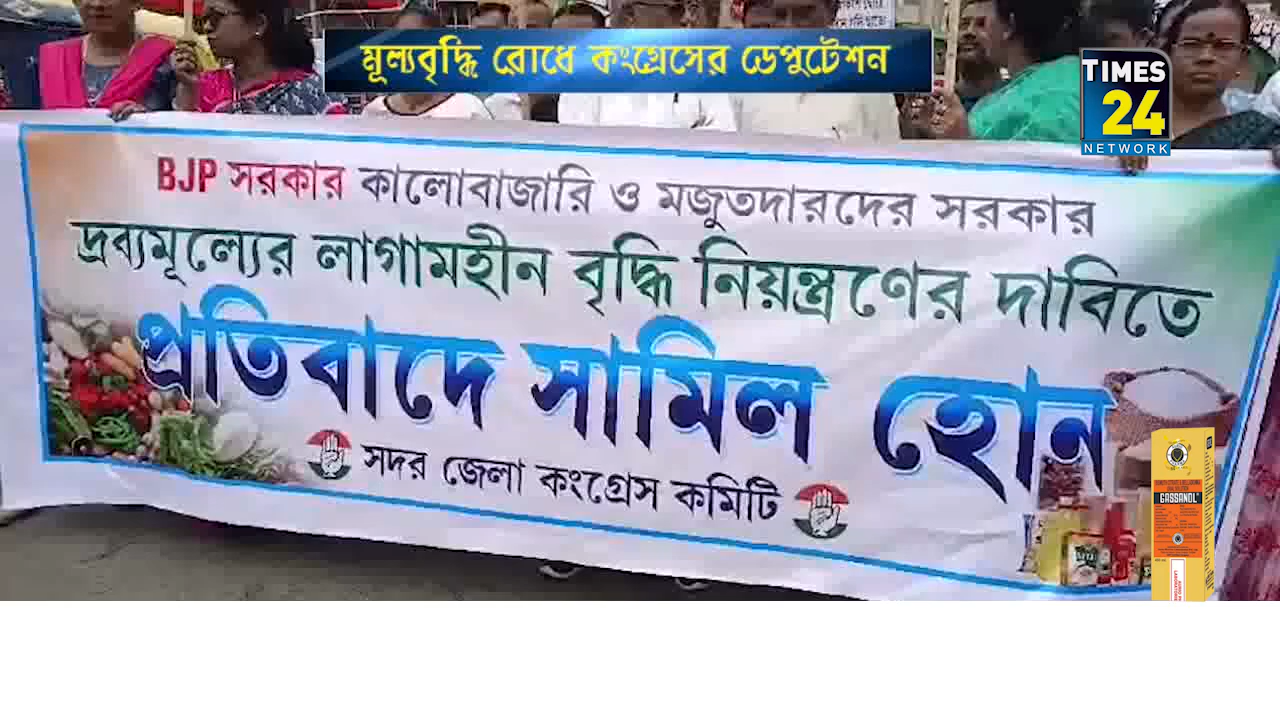 মূল্যবৃদ্ধি রোধে কংগ্রেসের ডেপুটেশন
TIMES
24
NETWORK
BJP সরকার কালোবাজারি ও মজুতদারদের সরকার
দ্রব্যমূল্যের লাগামহীন বৃদ্ধি নিয়ন্ত্রণের দাবিতে
প্রতিবাদে সামিল হোন
সদর জেলা কংগ্রেস কমিটি
GASSANOL